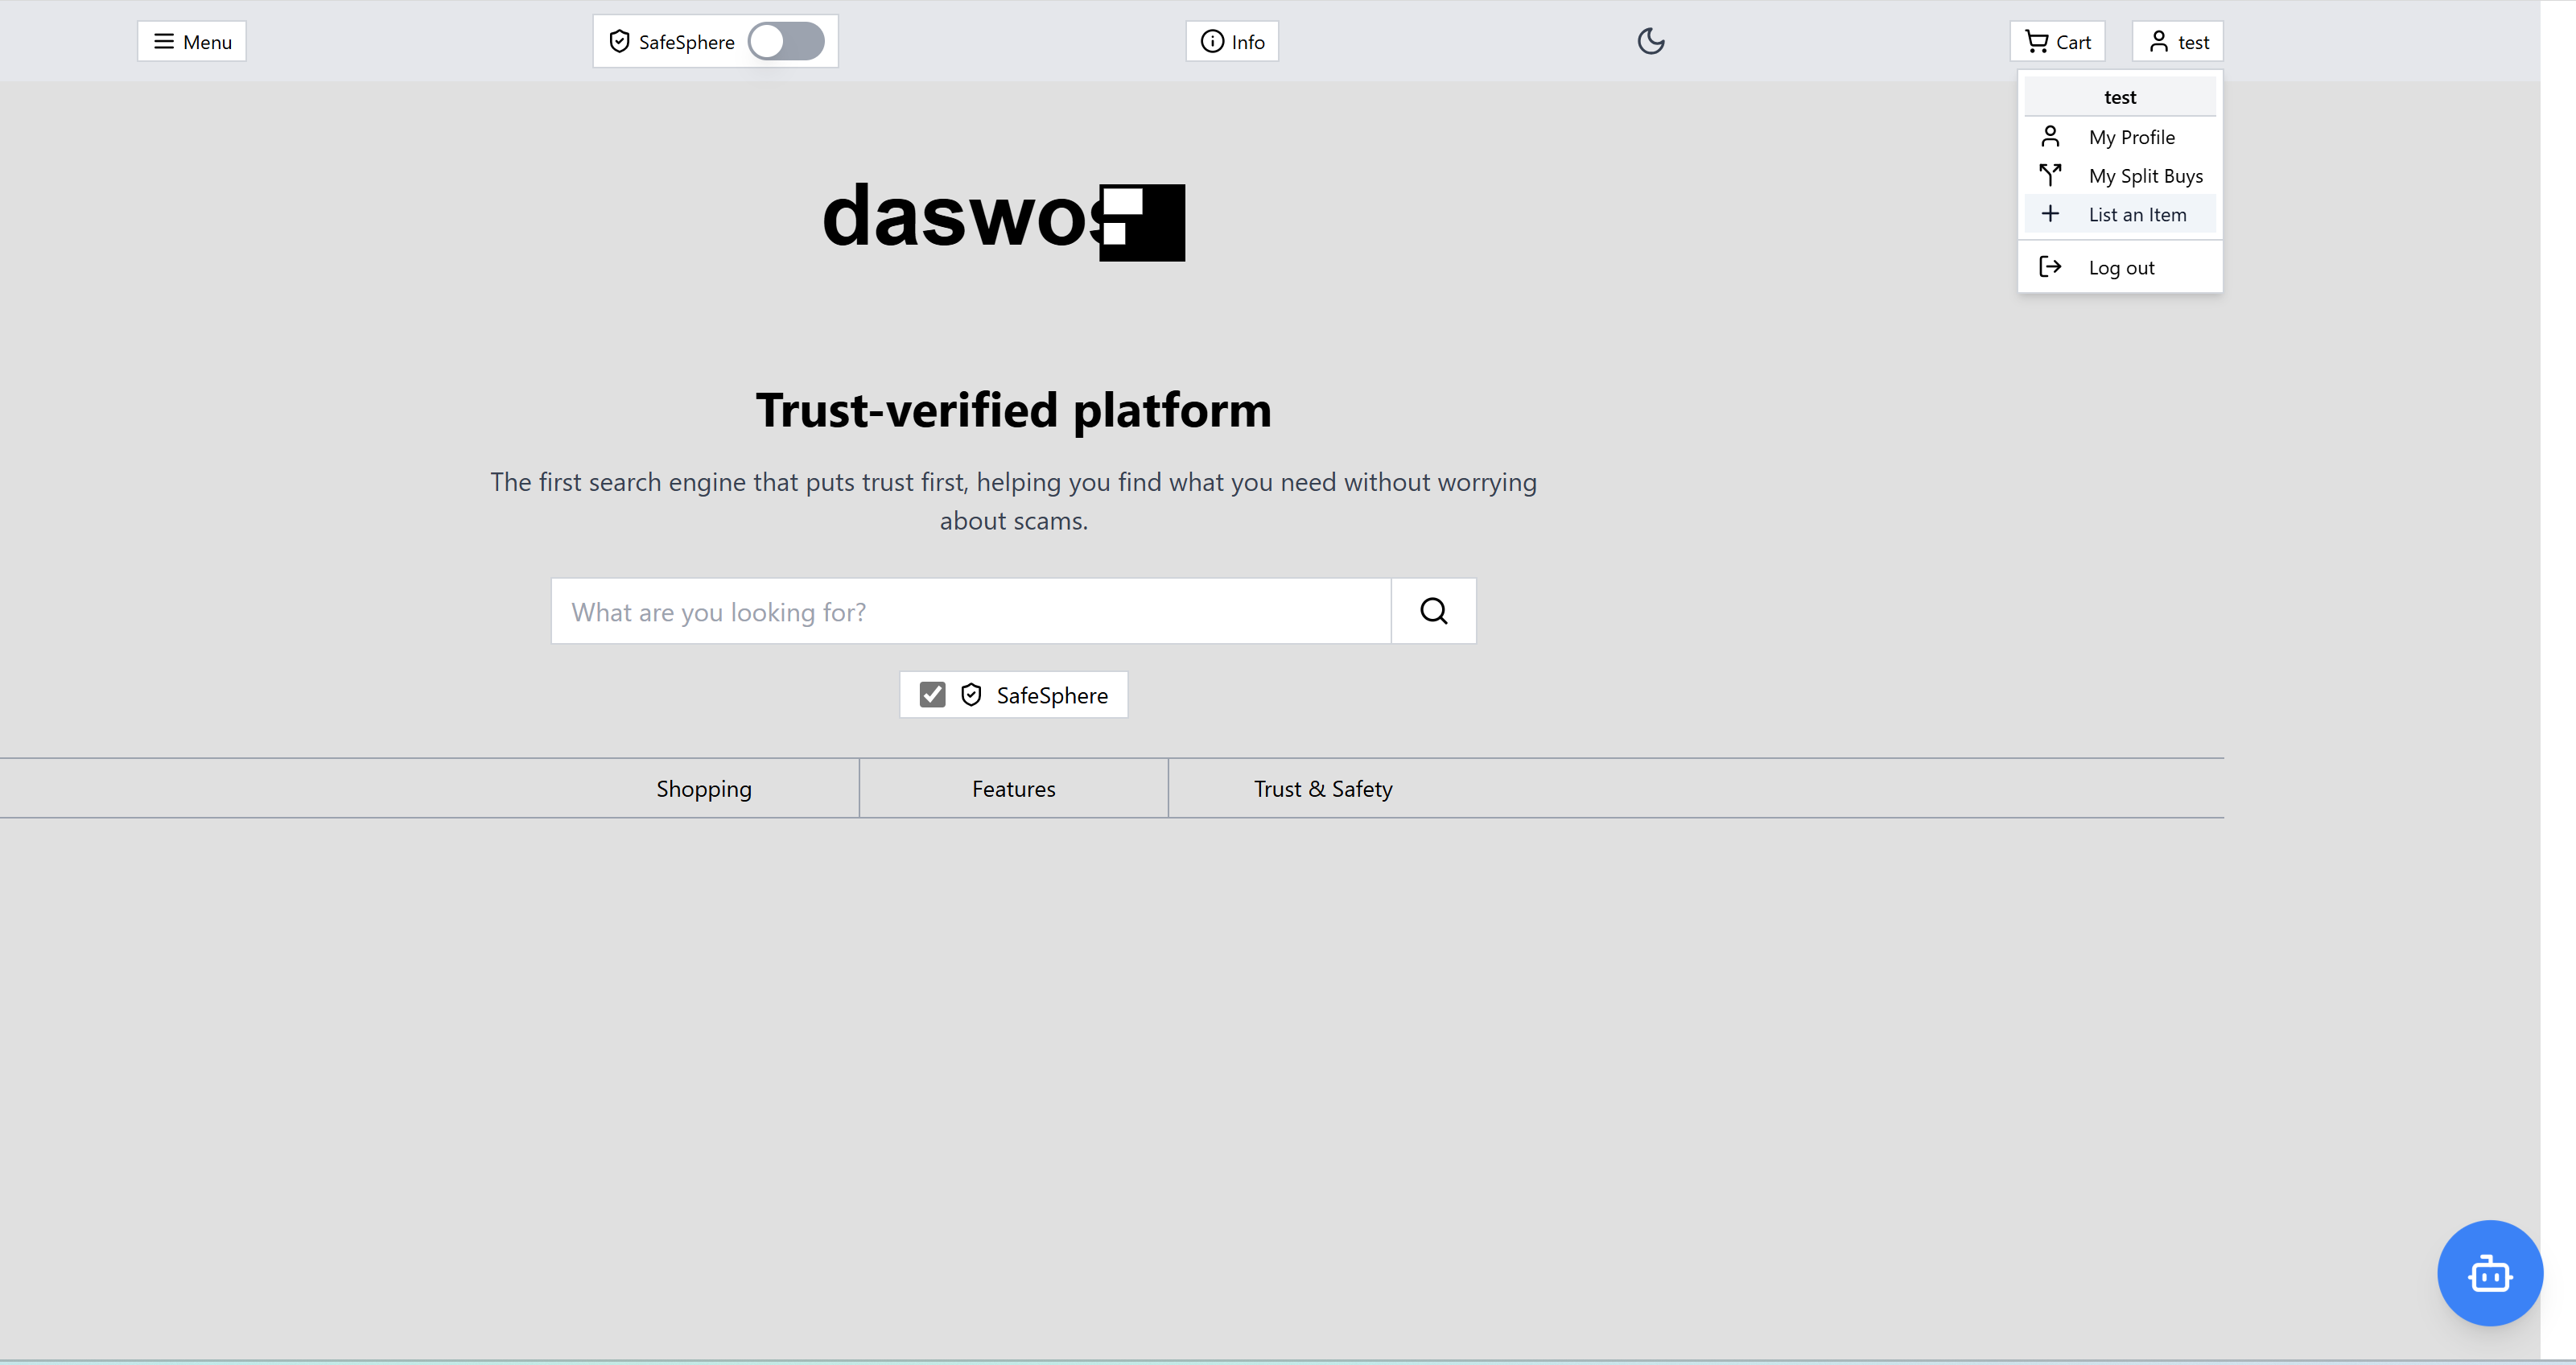 Menu
SafeSphere
Info
Cart
test
test
My Profile
My Split Buys
List an Item
Log out
daswos
Trust-verified platform
The first search engine that puts trust first, helping you find what you need without worrying
about scams.
What are you looking for?
SafeSphere
Shopping
Features
Trust & Safety